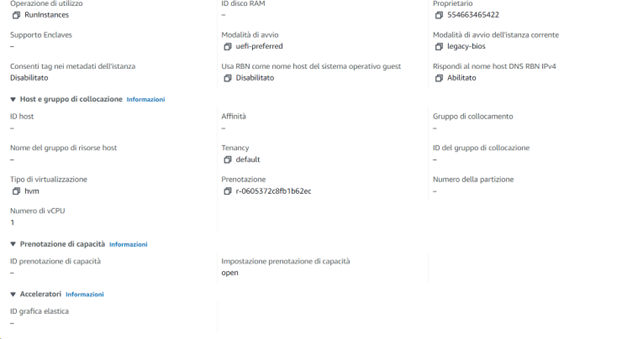 Operazione di utilizzo
RunInstances
ID disco RAM
–
Proprietario
554663465422
Supporto Enclaves
–
Modalità di avvio
uefi-preferred
Modalità di avvio dell'istanza corrente
legacy-bios
Consenti tag nei metadati dell'istanza
Disabilitato
Usa RBN come nome host del sistema operativo guest
Disabilitato
Rispondi al nome host DNS RBN IPv4
Abilitato
Host e gruppo di collocazione Informazioni
ID host
–
Affinità
–
Gruppo di collocamento
–
Nome del gruppo di risorse host
–
Tenancy
default
ID del gruppo di collocazione
–
Tipo di virtualizzazione
hvm
Prenotazione
r-0605372c8fb1b62ec
Numero della partizione
–
Numero di vCPU
1
Prenotazione di capacità Informazioni
ID prenotazione di capacità
–
Impostazione prenotazione di capacità
open
Acceleratori Informazioni
ID grafica elastica
–